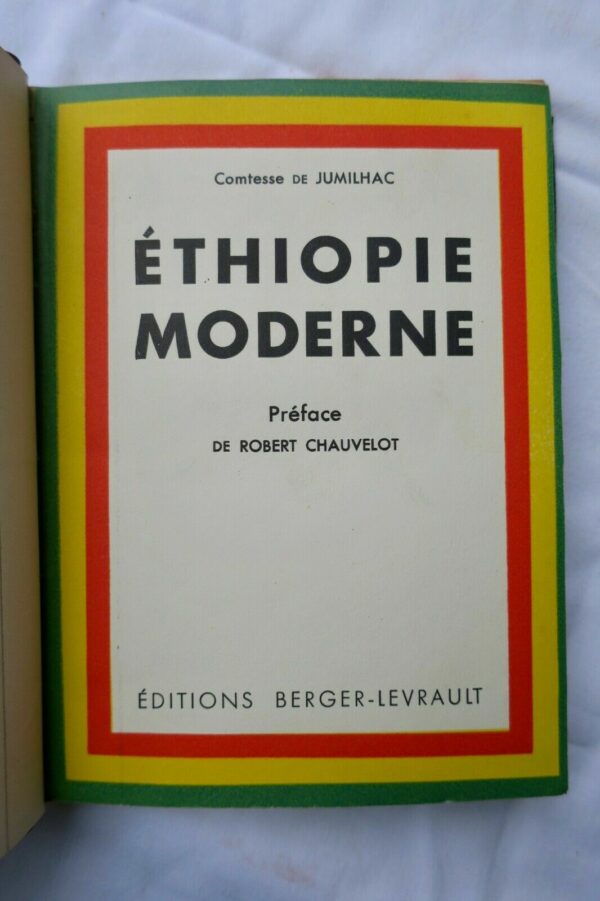 Comtesse DE JUMILHAC
ÉTHIOPIE
MODERNE
Préface
DE ROBERT CHAUVELOT
ÉDITIONS BERGER-LEVRAULT